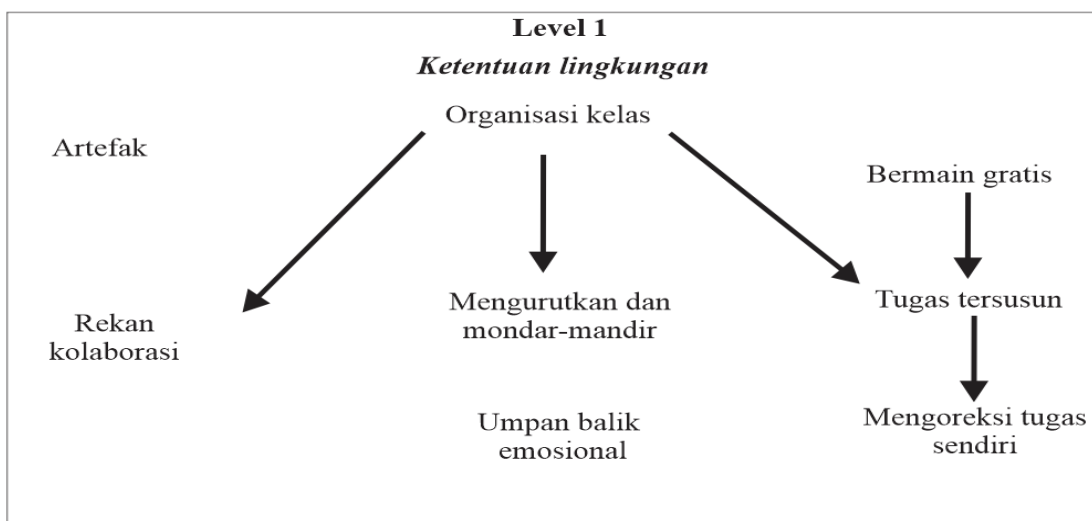 Level 1
Ketentuan lingkungan
Organisasi kelas
Artefak
Bermain gratis
Mengurutkan dan
mondar-mandir
Tugas tersusun
Rekan
kolaborasi
Umpan balik
emosional
Mengoreksi tugas
sendiri